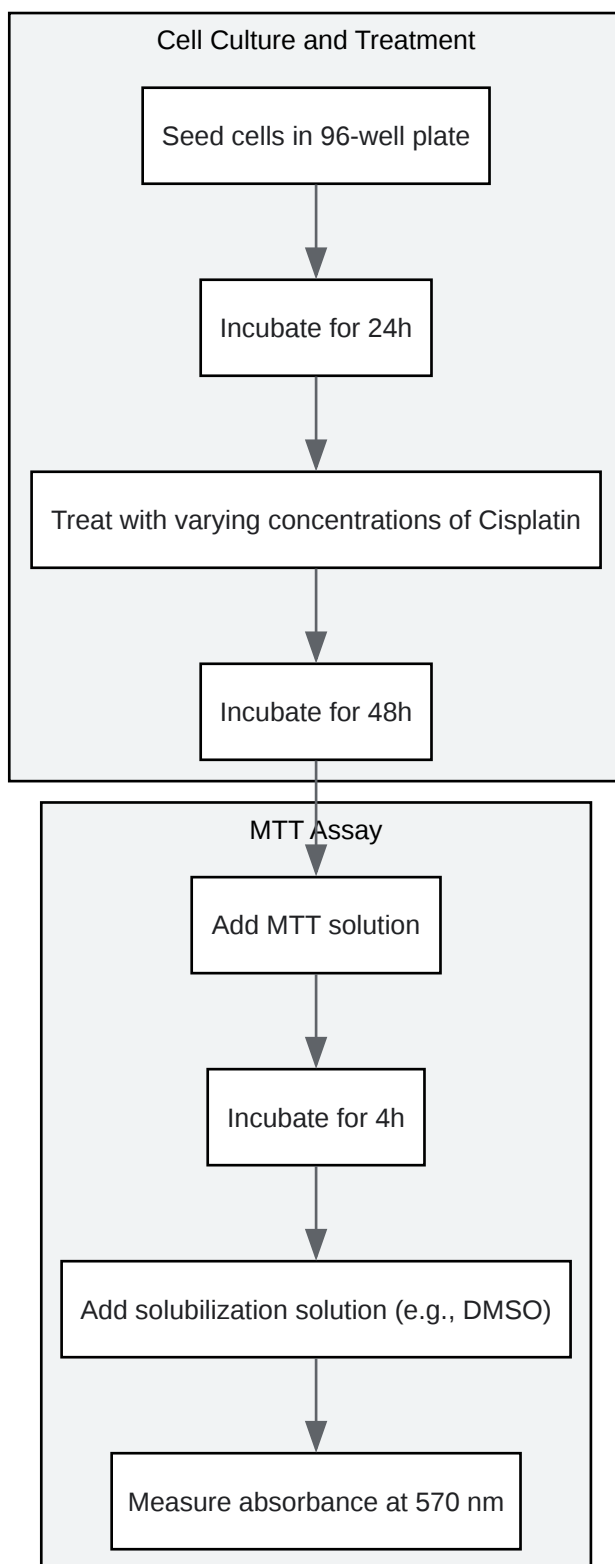 Cell Culture and Treatment
Seed cells in 96-well plate
Incubate for 24h
Treat with varying concentrations of Cisplatin
Incubate for 48h
MTT Assay
Add MTT solution
Incubate for 4h
Add solubilization solution (e.g., DMSO)
Measure absorbance at 570 nm